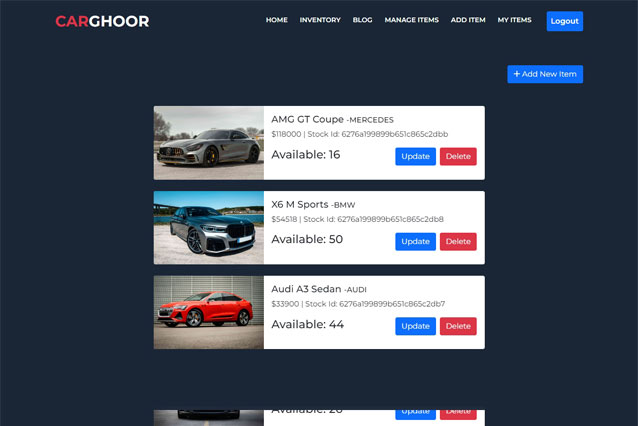 CARGHOOR
HOME INVENTORY BLOG MANAGE ITEMS ADD ITEM MY ITEMS Logout
+ Add New Item
AMG GT Coupe -MERCEDES
$118000 | Stock Id: 6276a199899b651c865c2dbb
Available: 16 Update Delete
X6 M Sports -BMW
$54518 | Stock Id: 6276a199899b651c865c2db8
Available: 50 Update Delete
Audi A3 Sedan -AUDI
$33900 | Stock Id: 6276a199899b651c865c2db7
Available: 44 Update Delete
Available: 20 Update Delete